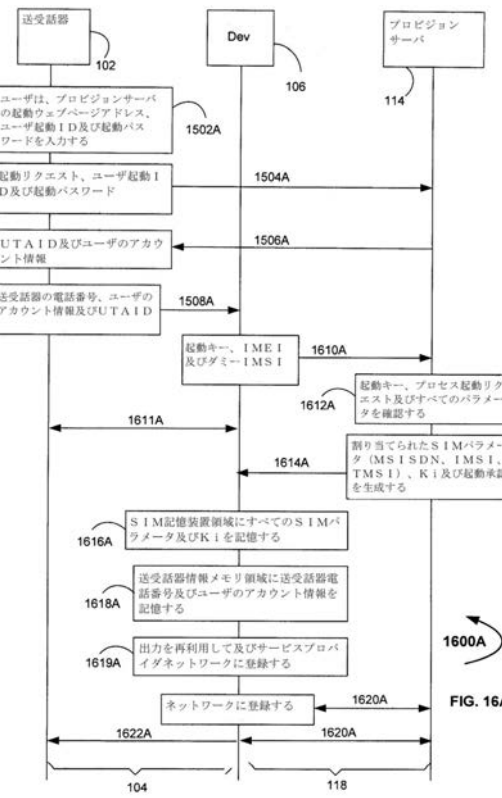 送受話器
102
Dev
106
プロビジョン
サーバ
114
ユーザは、プロビジョンサーバ
の起動ウェブページアドレス、
ユーザ起動ID及び起動パス
ワードを入力する
1502A
起動リクエスト、ユーザ起動I
D及び起動パスワード
1504A
UTAID及びユーザのアカウ
ント情報
1506A
送受話器の電話番号、ユーザの
アカウント情報及びUTAID
1508A
起動キー、IMEI
及びダミーIMSI
1610A
起動キー、プロセス起動リク
エスト及びすべてのパラメー
タを確認する
1612A
1611A
割り当てられたSIMパラメー
タ(MSISDN、IMSI、
TMSI)、Ki及び起動承認
を生成する
1614A
SIM記憶装置領域にすべてのSIMパ
ラメータ及びKiを記憶する
1616A
送受話器情報メモリ領域に送受話器電
話番号及びユーザのアカウント情報を
記憶する
1618A
出力を再利用して及びサービスプロバ
イダネットワークに登録する
1619A
1600A
ネットワークに登録する
1620A
FIG. 16A
1622A
1620A
104
118